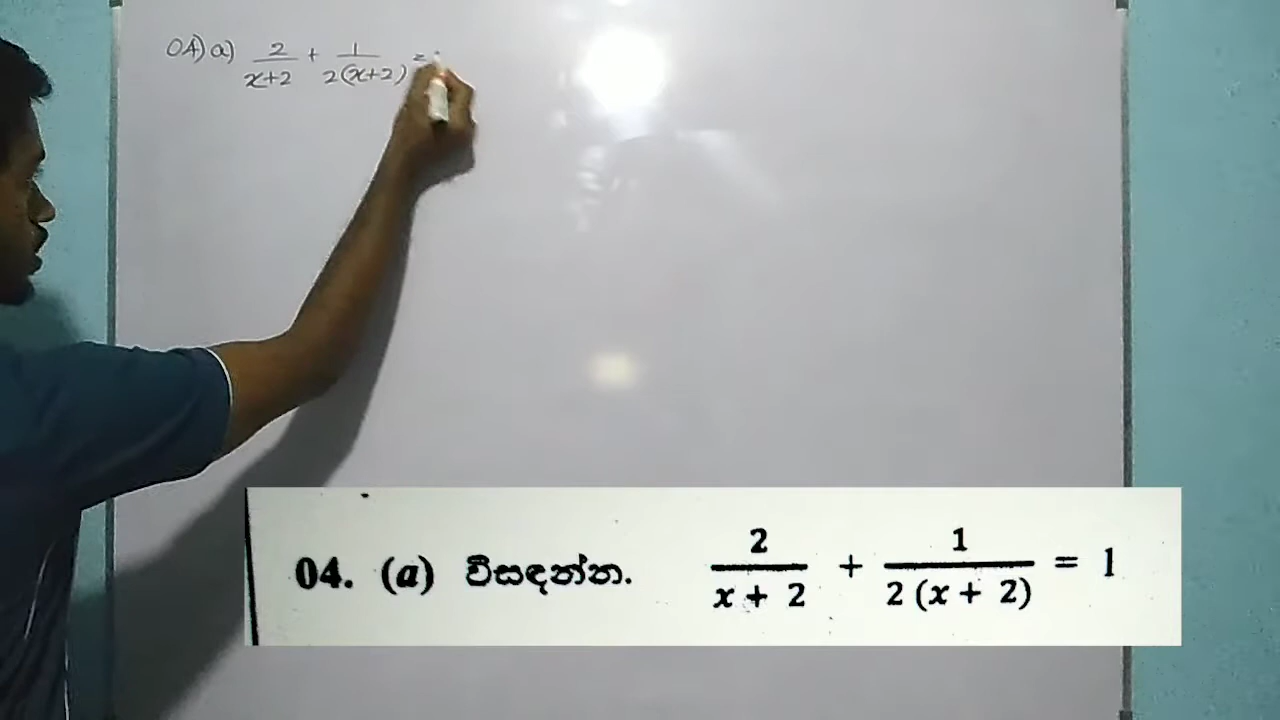 04) a) 2/(x+2) + 1/(2(x+2)) =
04. (a) විසඳන්න. 2/(x + 2) + 1/(2 (x + 2)) = 1